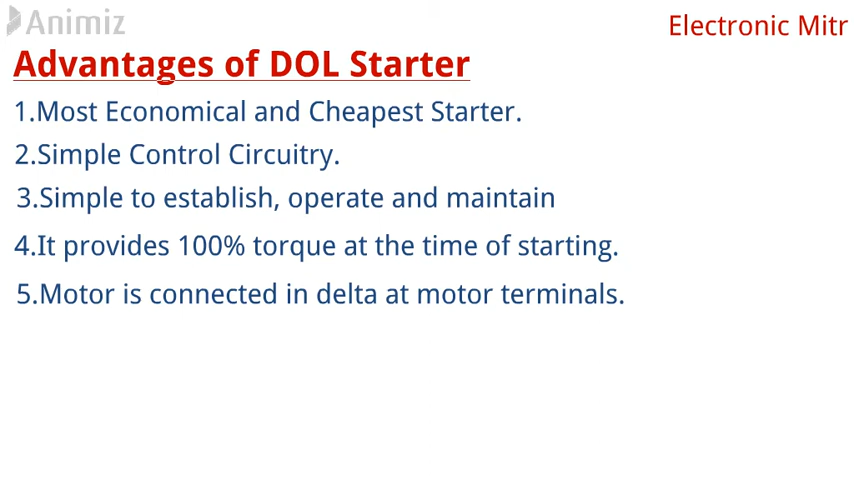 Animiz
Electronic Mitr
Advantages of DOL Starter
1.Most Economical and Cheapest Starter.
2.Simple Control Circuitry.
3.Simple to establish, operate and maintain
4.It provides 100% torque at the time of starting.
5.Motor is connected in delta at motor terminals.